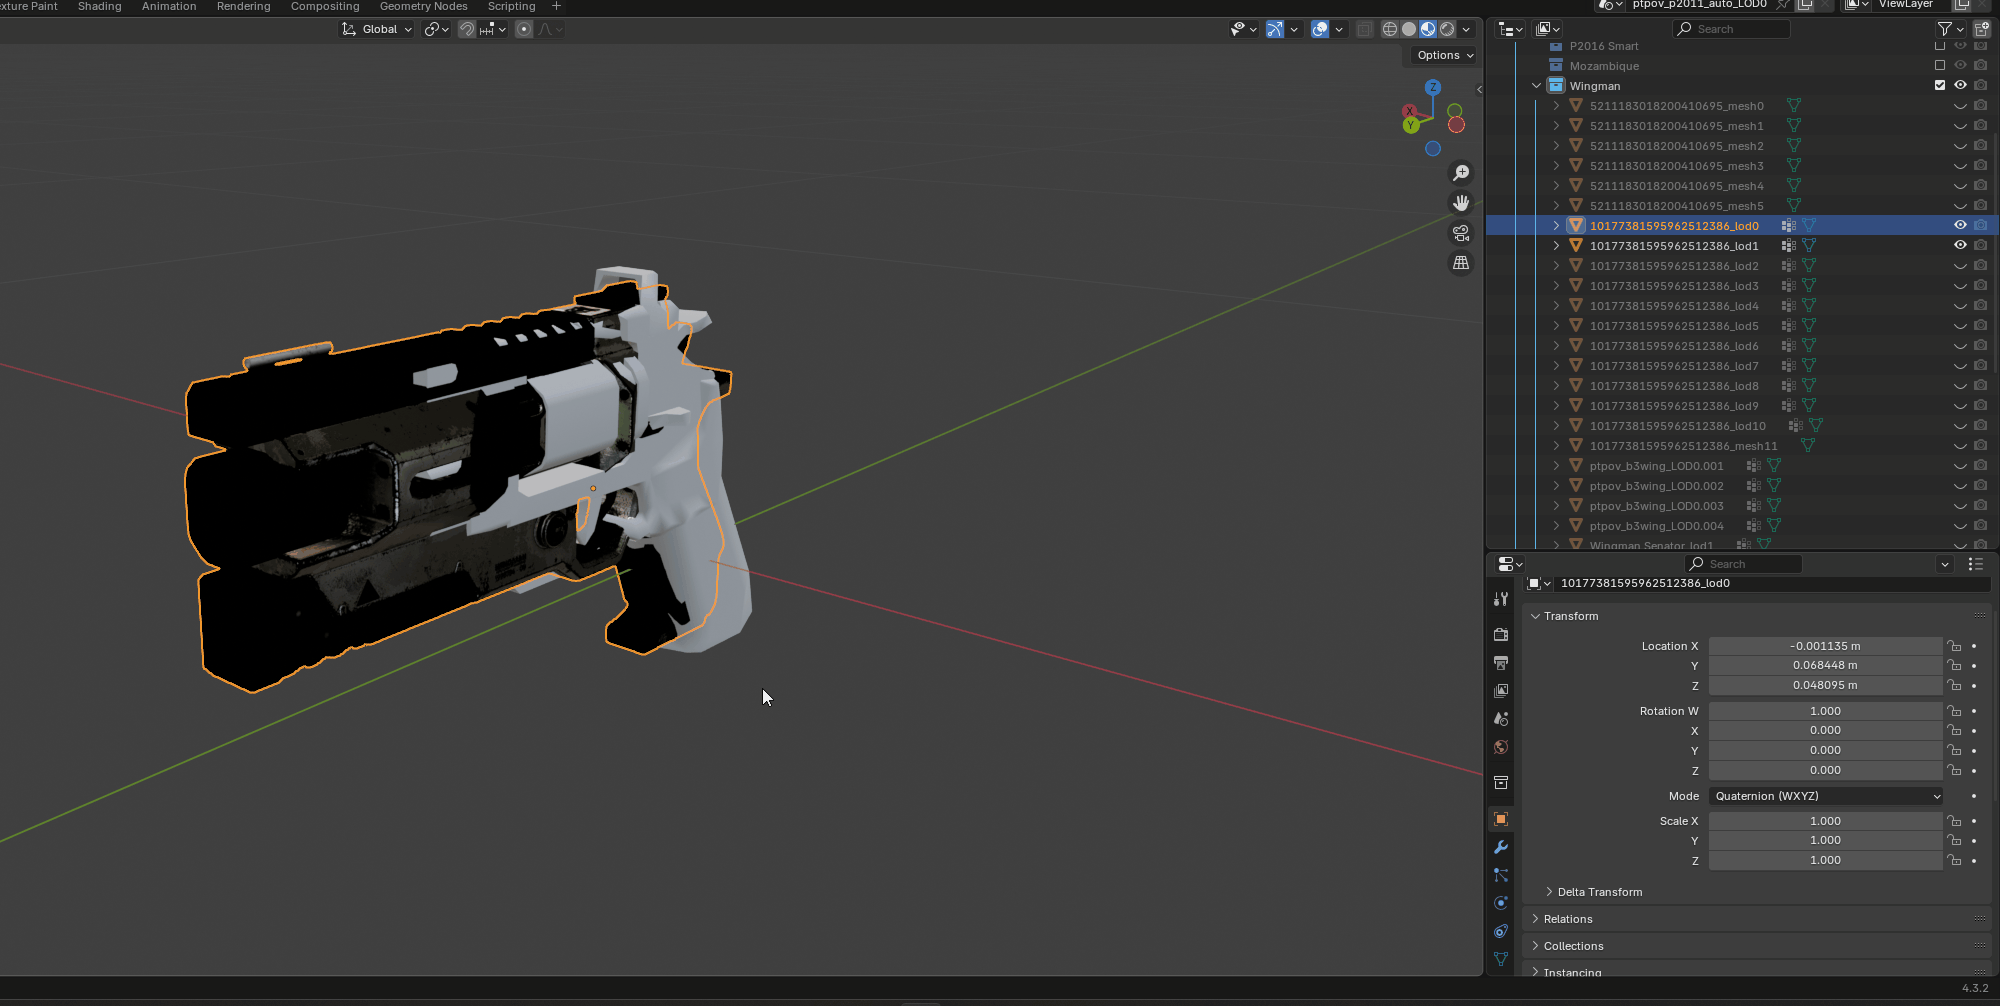 xture Paint Shading Animation Rendering Compositing Geometry Nodes Scripting +
ptpov_p2011_auto_LOD0 ViewLayer
Global
Options
Z
X
Y
Search
P2016 Smart
Mozambique
Wingman
5211183018200410695_mesh0
5211183018200410695_mesh1
5211183018200410695_mesh2
5211183018200410695_mesh3
5211183018200410695_mesh4
5211183018200410695_mesh5
10177381595962512386_lod0
10177381595962512386_lod1
10177381595962512386_lod2
10177381595962512386_lod3
10177381595962512386_lod4
10177381595962512386_lod5
10177381595962512386_lod6
10177381595962512386_lod7
10177381595962512386_lod8
10177381595962512386_lod9
10177381595962512386_lod10
10177381595962512386_mesh11
ptpov_b3wing_LOD0.001
ptpov_b3wing_LOD0.002
ptpov_b3wing_LOD0.003
ptpov_b3wing_LOD0.004
Wingman Senator_lod1
Search
10177381595962512386_lod0
Transform
Location X -0.001135 m
Y 0.068448 m
Z 0.048095 m
Rotation W 1.000
X 0.000
Y 0.000
Z 0.000
Mode Quaternion (WXYZ)
Scale X 1.000
Y 1.000
Z 1.000
Delta Transform
Relations
Collections
Instancing
4.3.2